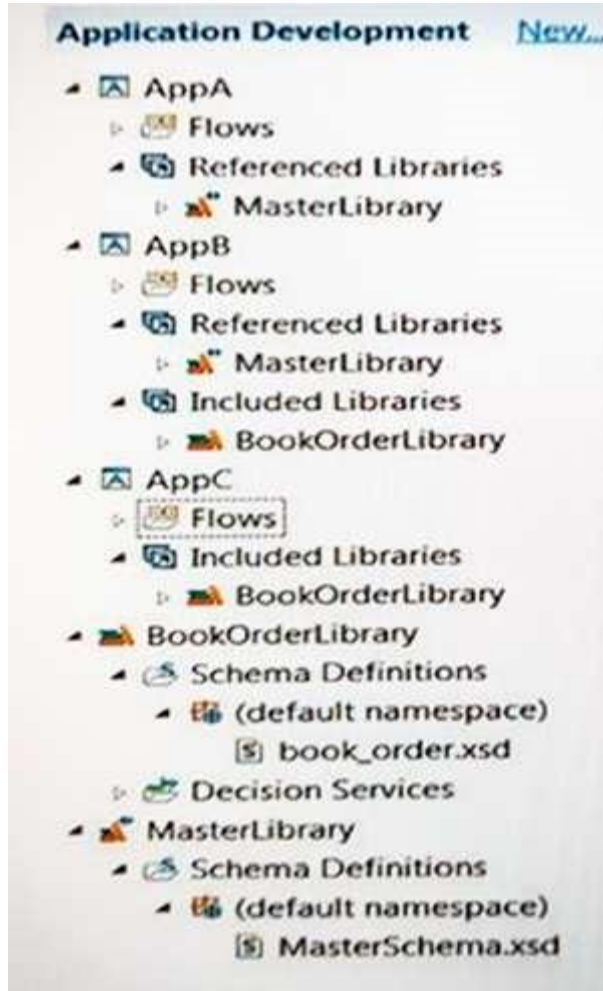 Application Development New...
AppA
Flows
Referenced Libraries
MasterLibrary
AppB
Flows
Referenced Libraries
MasterLibrary
Included Libraries
BookOrderLibrary
AppC
Flows
Included Libraries
BookOrderLibrary
BookOrderLibrary
Schema Definitions
(default namespace)
book_order.xsd
Decision Services
MasterLibrary
Schema Definitions
(default namespace)
MasterSchema.xsd